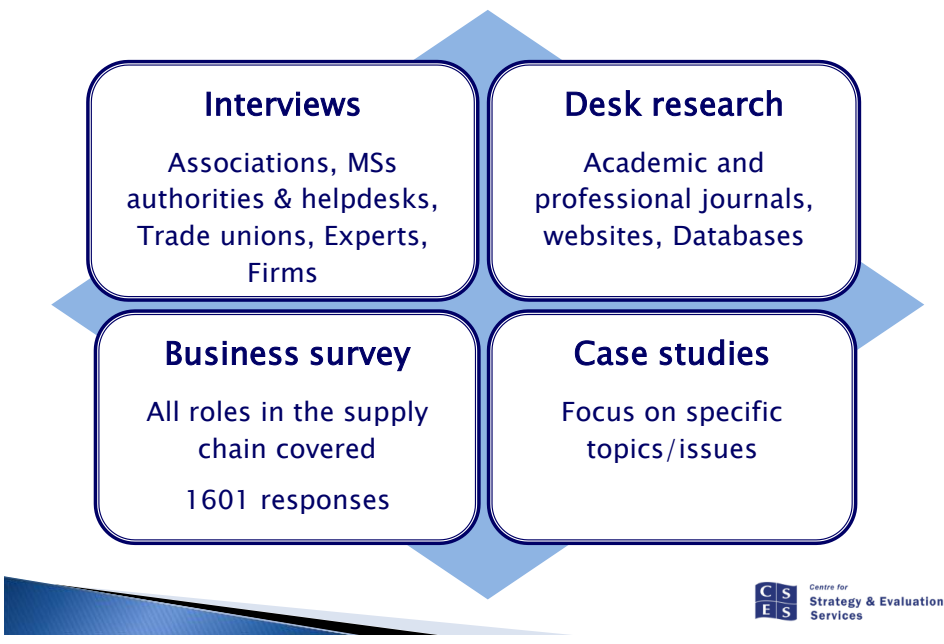 Interviews
Associations, MSs
authorities & helpdesks,
Trade unions, Experts,
Firms
Desk research
Academic and
professional journals,
websites, Databases
Business survey
All roles in the supply
chain covered
1601 responses
Case studies
Focus on specific
topics/issues
C S
E S
Centre for
Strategy & Evaluation
Services